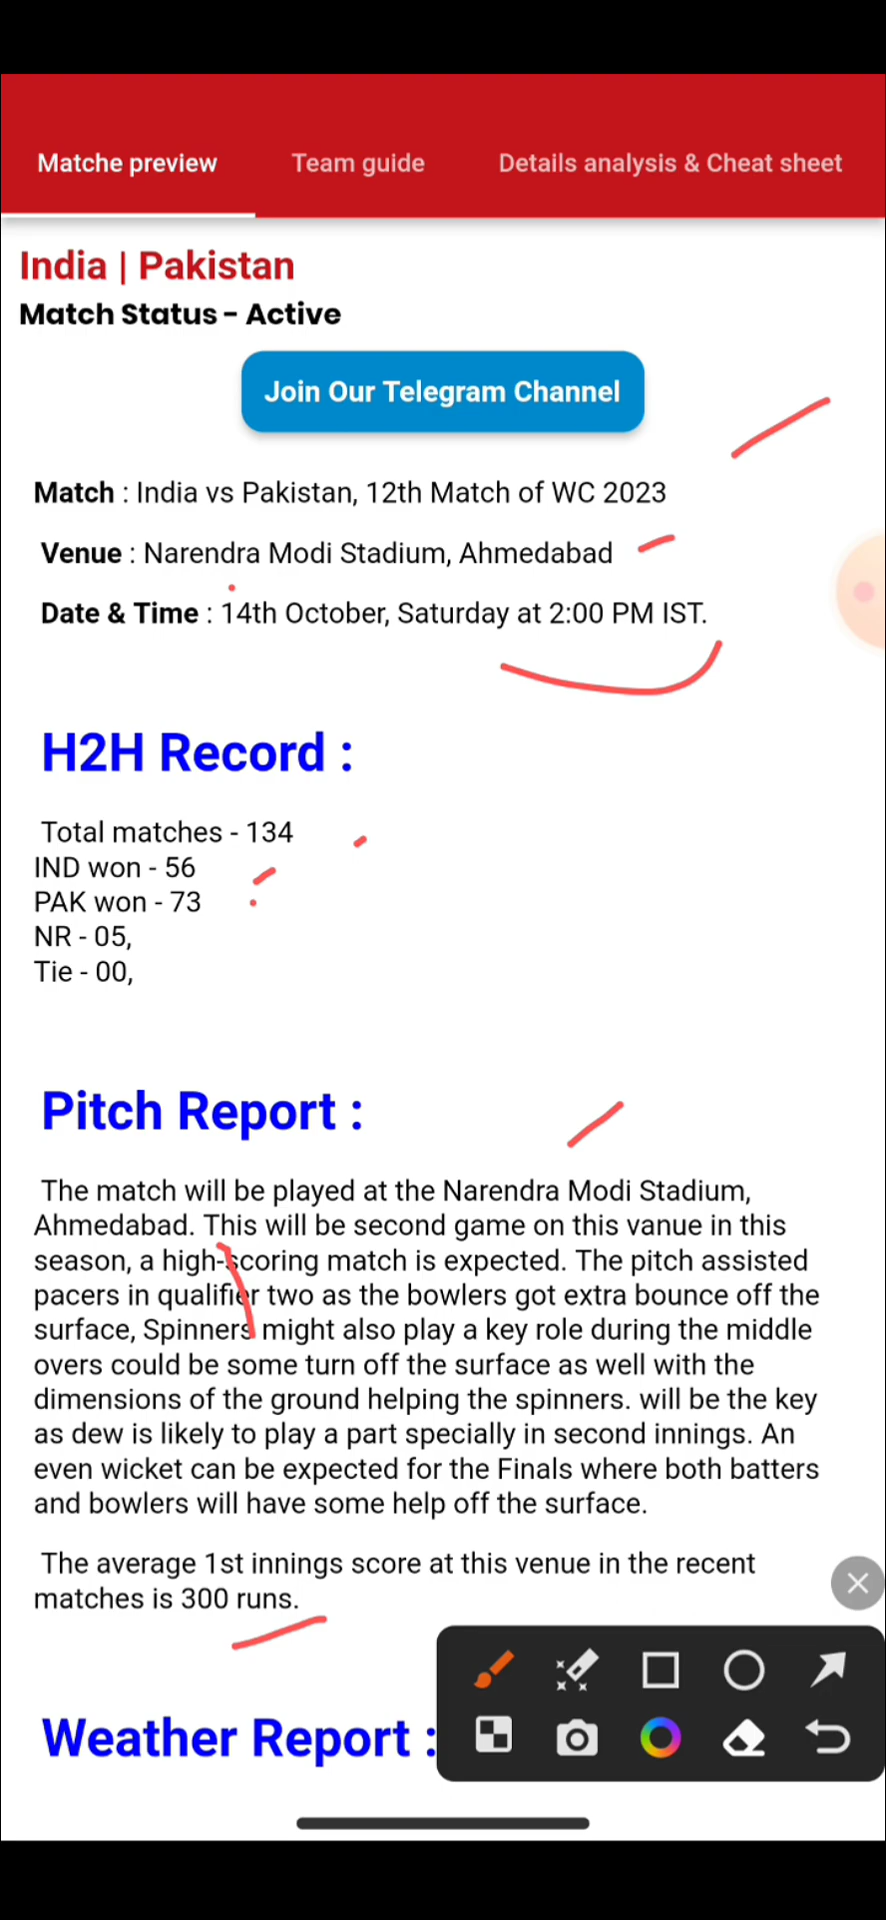 Matche preview Team guide Details analysis & Cheat sheet
India | Pakistan
Match Status - Active
Join Our Telegram Channel
Match : India vs Pakistan, 12th Match of WC 2023
Venue : Narendra Modi Stadium, Ahmedabad
Date & Time : 14th October, Saturday at 2:00 PM IST.
H2H Record :
Total matches - 134
IND won - 56
PAK won - 73
NR - 05,
Tie - 00,
Pitch Report :
The match will be played at the Narendra Modi Stadium,
Ahmedabad. This will be second game on this vanue in this
season, a high-scoring match is expected. The pitch assisted
pacers in qualifier two as the bowlers got extra bounce off the
surface, Spinners might also play a key role during the middle
overs could be some turn off the surface as well with the
dimensions of the ground helping the spinners. will be the key
as dew is likely to play a part specially in second innings. An
even wicket can be expected for the Finals where both batters
and bowlers will have some help off the surface.
The average 1st innings score at this venue in the recent
matches is 300 runs.
Weather Report :